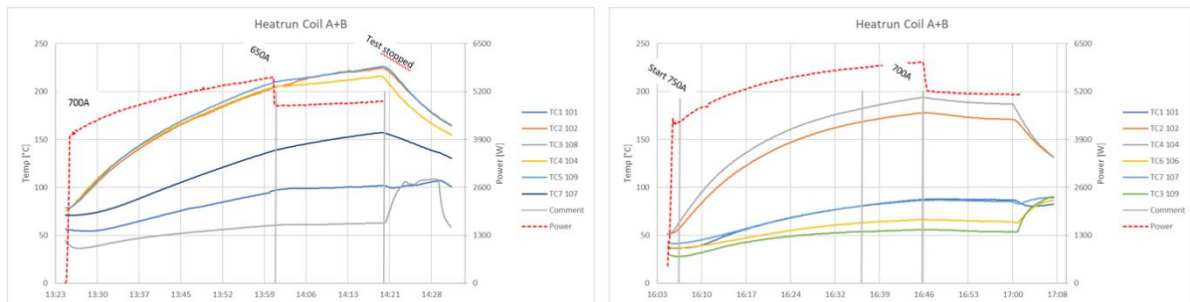 Heatrun Coil A+B
250
200
150
100
50
0
Temp [°C]
6500
5200
3900
2600
1300
0
Power [W]
13:23 13:30 13:37 13:45 13:52 13:59 14:06 14:13 14:21 14:28
700A
650A
Test stopped
TC1 101
TC2 102
TC3 108
TC4 104
TC5 109
TC7 107
Comment
Power
Heatrun Coil A+B
250
200
150
100
50
0
Temp [°C]
6500
5200
3900
2600
1300
0
Power [W]
16:03 16:10 16:17 16:24 16:32 16:39 16:46 16:53 17:00 17:08
Start 750A
700A
TC1 101
TC2 102
TC4 104
TC6 106
TC7 107
TC3 109
Comment
Power